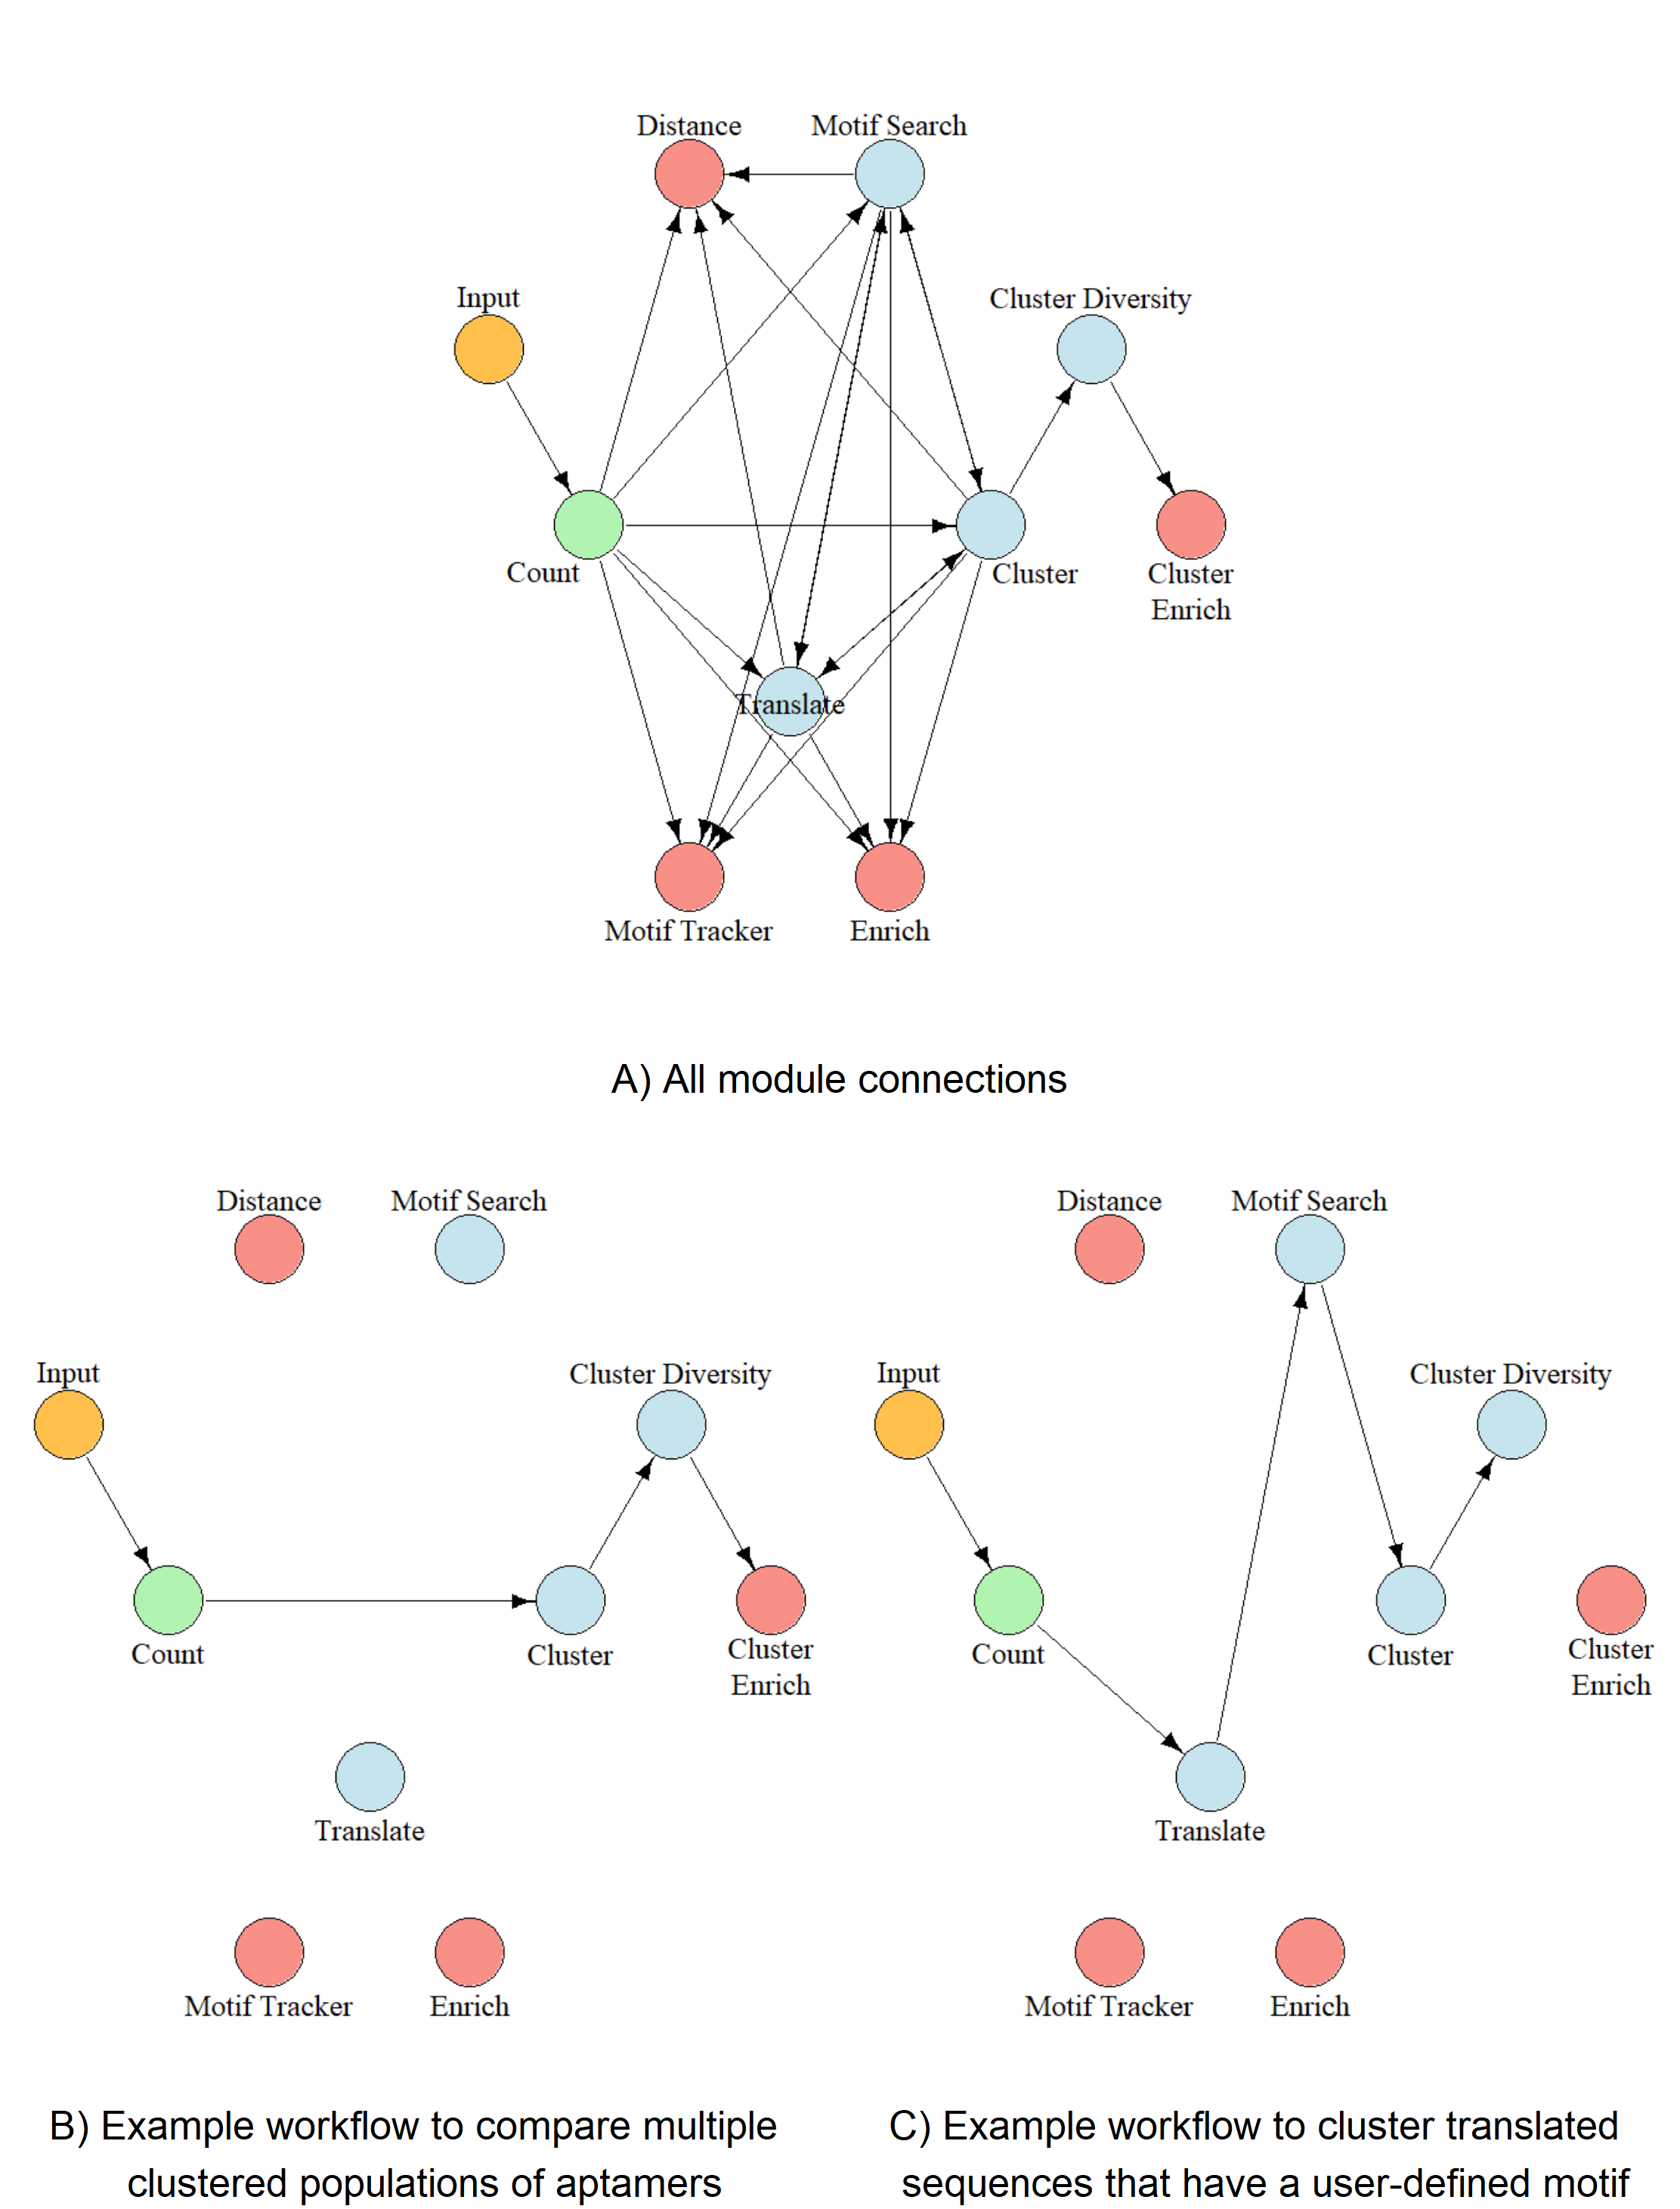 Distance
Motif Search
Input
Cluster Diversity
Count
Cluster
Cluster
Enrich
Translate
Motif Tracker
Enrich
A) All module connections
Distance
Motif Search
Input
Cluster Diversity
Count
Cluster
Cluster
Enrich
Translate
Motif Tracker
Enrich
B) Example workflow to compare multiple
clustered populations of aptamers
Distance
Motif Search
Input
Cluster Diversity
Count
Cluster
Cluster
Enrich
Translate
Motif Tracker
Enrich
C) Example workflow to cluster translated
sequences that have a user-defined motif